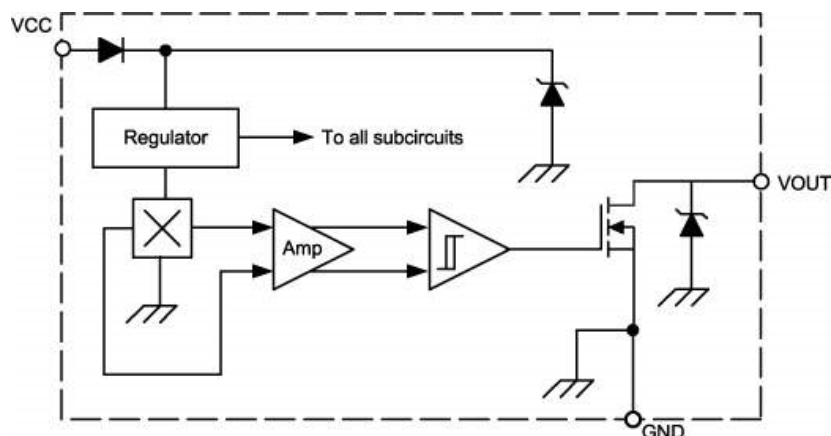 VCC
Regulator
To all subcircuits
VOUT
Amp
GND